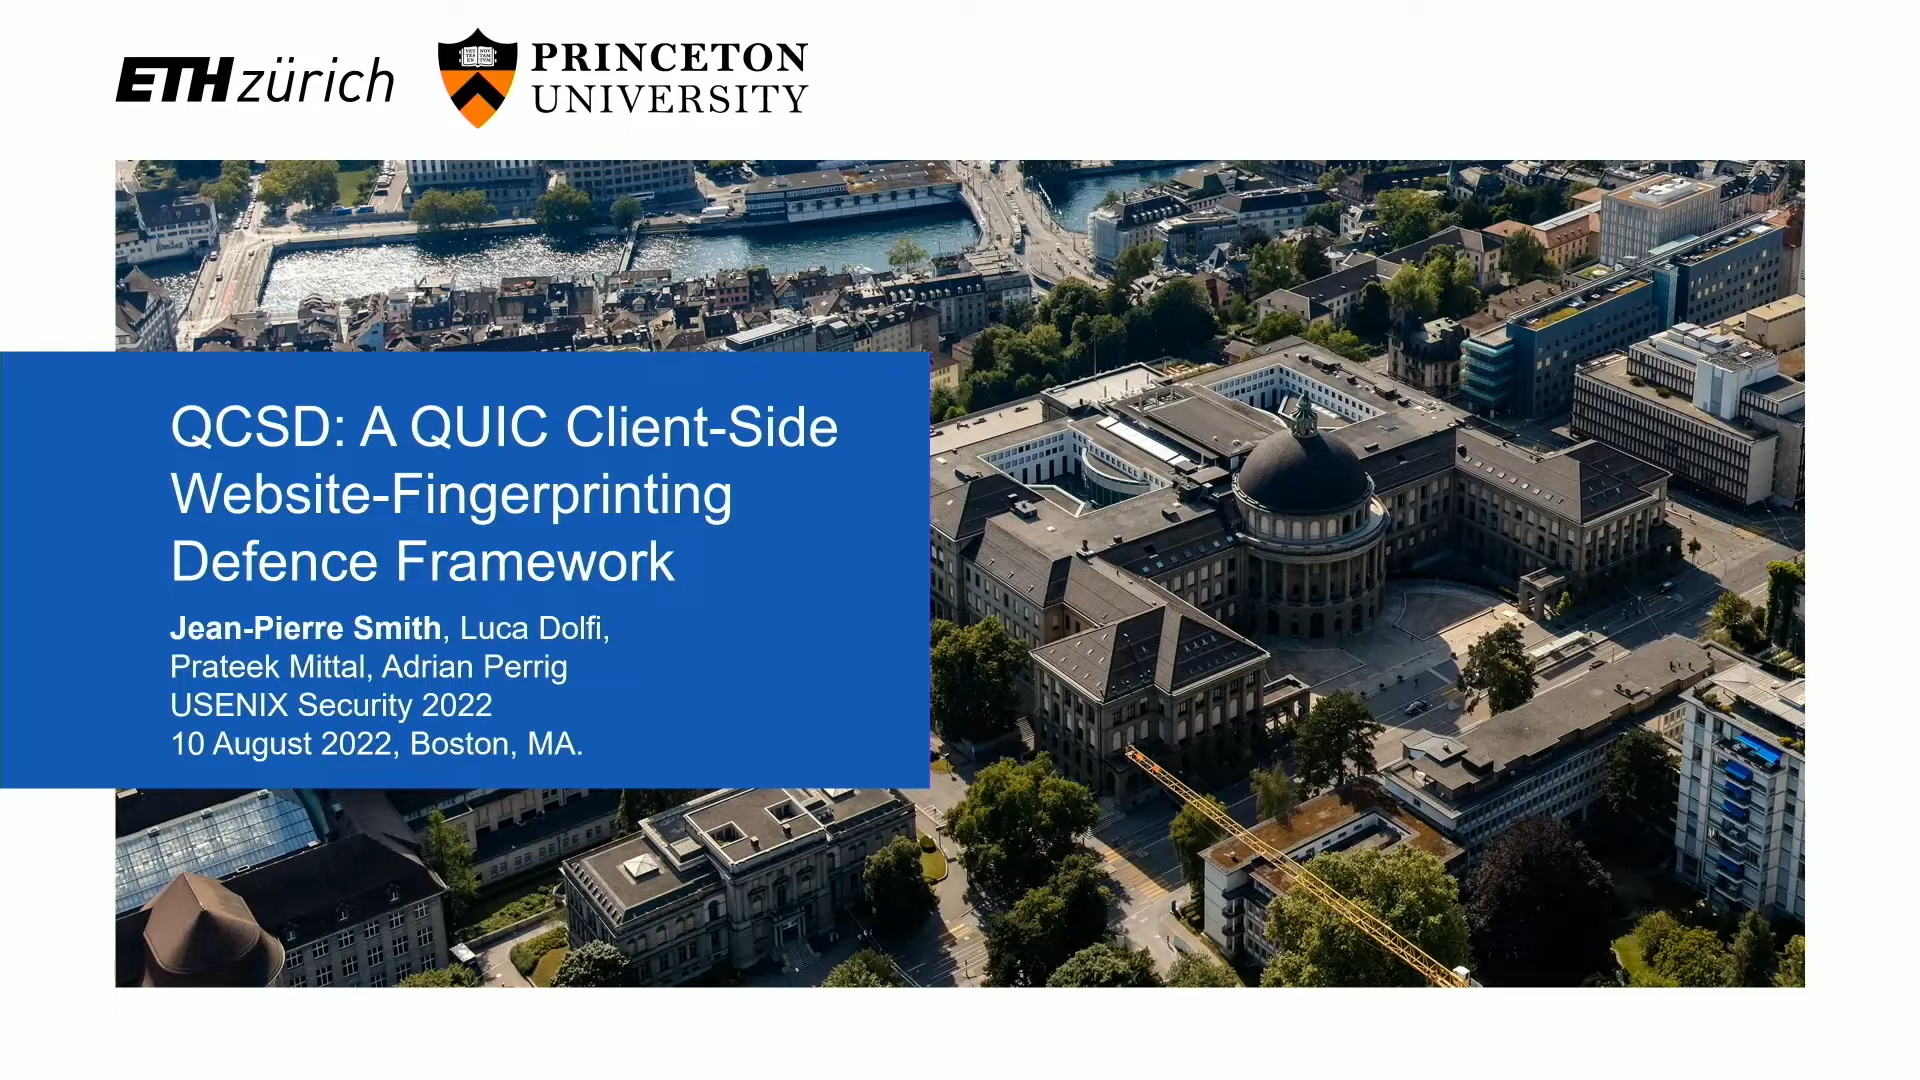 ETH zürich
PRINCETON
UNIVERSITY
QCSD: A QUIC Client-Side
Website-Fingerprinting
Defence Framework
Jean-Pierre Smith, Luca Dolfi,
Prateek Mittal, Adrian Perrig
USENIX Security 2022
10 August 2022, Boston, MA.